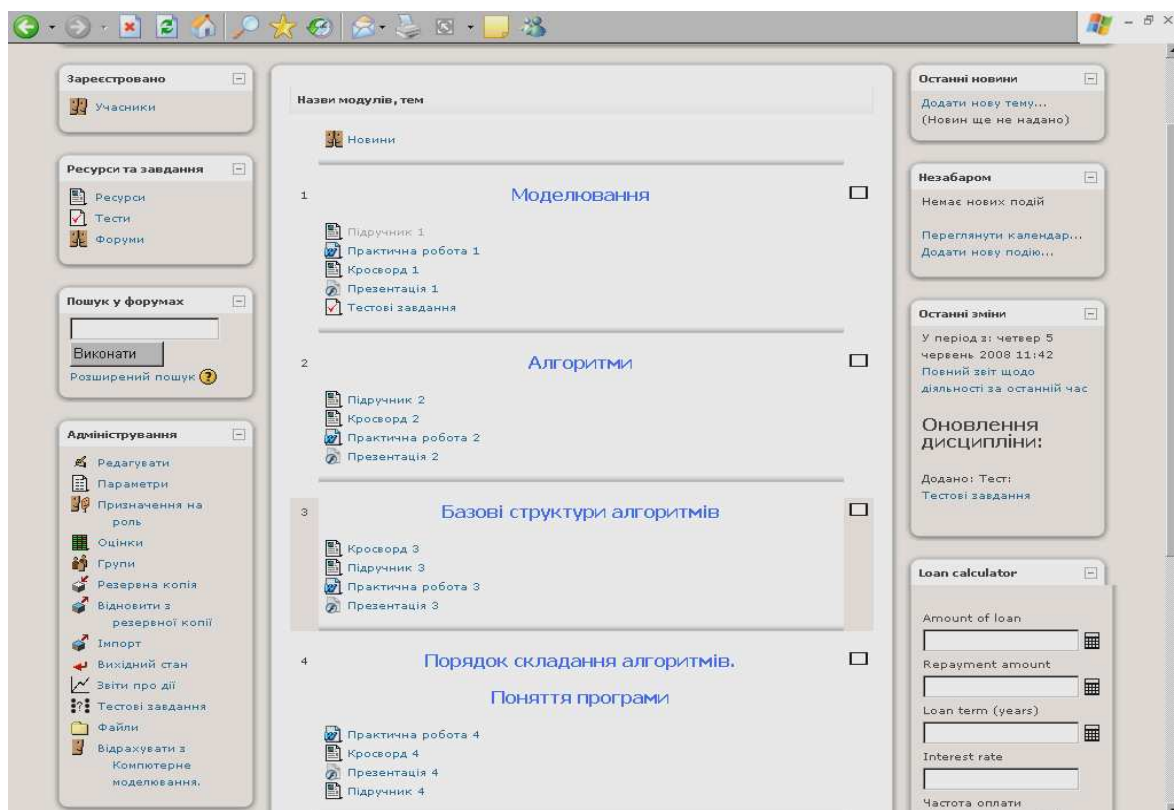 Зареєстровано
Учасники
Ресурси та завдання
Ресурси
Тести
Форуми
Пошук у форумах
Виконати
Розширений пошук
Адміністрування
Редагувати
Параметри
Призначення на
роль
Оцінки
Групи
Резервна копія
Відновити з
резервної копії
Імпорт
Вихідний стан
Звіти про дії
Тестові завдання
Файли
Відрахувати з
Компютерне
моделювання.
Назви модулів, тем
Новини
1
Моделювання
Підручник 1
Практична робота 1
Кросворд 1
Презентація 1
Тестові завдання
2
Алгоритми
Підручник 2
Кросворд 2
Практична робота 2
Презентація 2
3
Базові структури алгоритмів
Кросворд 3
Підручник 3
Практична робота 3
Презентація 3
4
Порядок складання алгоритмів.
Поняття програми
Практична робота 4
Кросворд 4
Презентація 4
Підручник 4
Останні новини
Додати нову тему...
(Новин ще не надано)
Незабаром
Немає нових подій
Переглянути календар...
Додати нову подію...
Останні зміни
У період з: четвер 5
червень 2008 11:42
Повний звіт щодо
діяльності за останній час
Оновлення
дисципліни:
Додано: Тест:
Тестові завдання
Loan calculator
Amount of loan
Repayment amount
Loan term (years)
Interest rate
Частота оплати